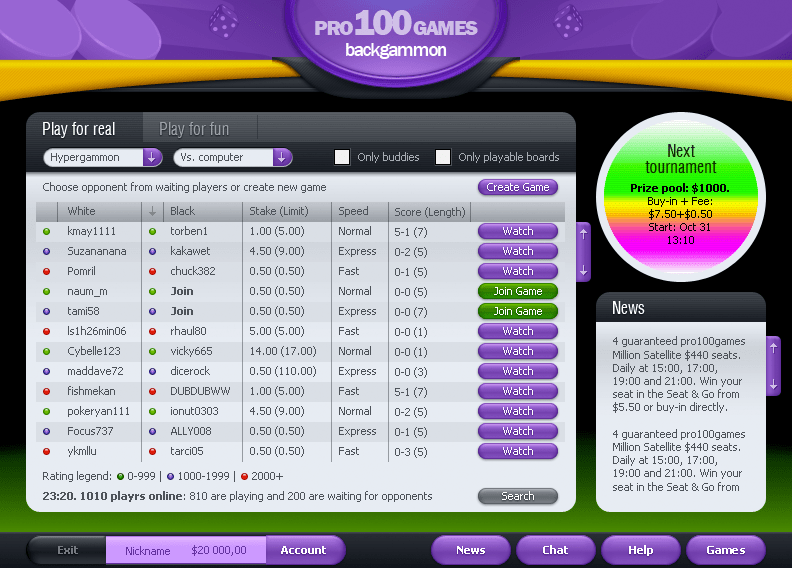 PRO100GAMES
backgammon
Play for real
Play for fun
Hypergammon
Vs. computer
Only buddies
Only playable boards
Choose opponent from waiting players or create new game
Create Game
White Black Stake (Limit) Speed Score (Length)
kmay1111 torben1 1.00 (5.00) Normal 5-1 (7) Watch
Suzananana kakawet 4.50 (9.00) Express 0-2 (5) Watch
Pomril chuck382 0.50 (0.50) Fast 0-1 (5) Watch
naum_m Join 0.50 (0.50) Normal 0-0 (5) Join Game
tami58 Join 0.50 (0.50) Express 0-0 (7) Join Game
ls1h26min06 rhaul80 5.00 (5.00) Fast 0-0 (1) Watch
Cybelle123 vicky665 14.00 (17.00) Normal 0-0 (1) Watch
maddave72 dicerock 0.50 (110.00) Express 0-0 (3) Watch
fishmekan DUBDUBWW 1.00 (5.00) Fast 5-1 (7) Watch
pokeryan111 ionut0303 4.50 (9.00) Normal 0-2 (5) Watch
Focus737 ALLY008 0.50 (0.50) Express 0-1 (5) Watch
ykmllu tarci05 0.50 (0.50) Fast 0-3 (5) Watch
Rating legend: 0-999 | 1000-1999 | 2000+
23:20. 1010 playrs online: 810 are playing and 200 are waiting for opponents
Search
Next
tournament
Prize pool: $1000.
Buy-in + Fee:
$7.50+$0.50
Start: Oct 31
13:10
News
4 guaranteed pro100games
Million Satellite $440 seats.
Daily at 15:00, 17:00,
19:00 and 21:00. Win your
seat in the Seat & Go from
$5.50 or buy-in directly.
4 guaranteed pro100games
Million Satellite $440 seats.
Daily at 15:00, 17:00,
19:00 and 21:00. Win your
seat in the Seat & Go from
Exit
Nickname $20 000,00
Account
News
Chat
Help
Games